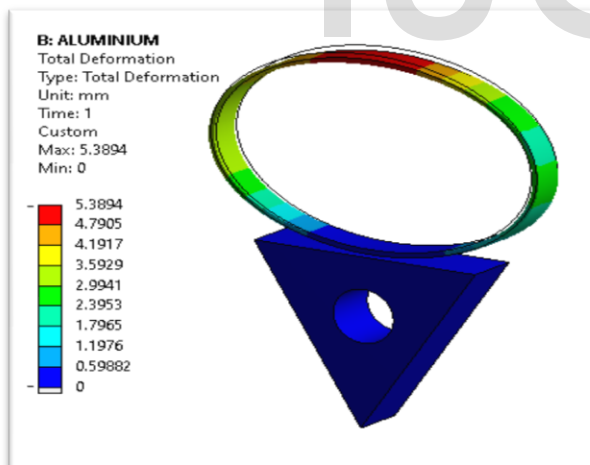 B: ALUMINIUM
Total Deformation
Type: Total Deformation
Unit: mm
Time: 1
Custom
Max: 5.3894
Min: 0
5.3894
4.7905
4.1917
3.5929
2.9941
2.3953
1.7965
1.1976
0.59882
0